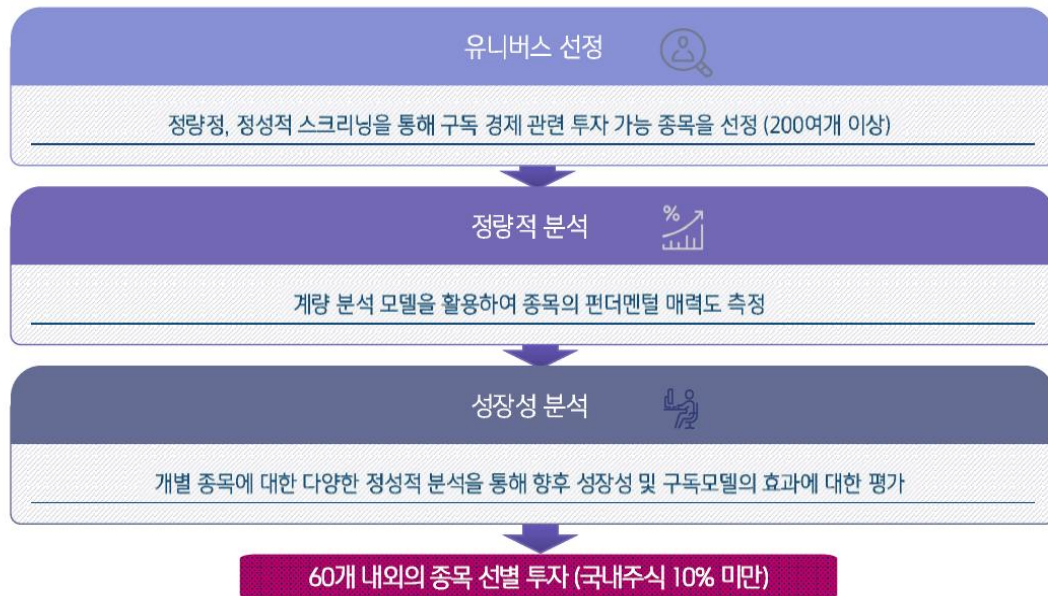 유니버스 선정
정량정, 정성적 스크리닝을 통해 구독 경제 관련 투자 가능 종목을 선정 (200여개 이상)
정량적 분석
%
계량 분석 모델을 활용하여 종목의 펀더멘털 매력도 측정
성장성 분석
개별 종목에 대한 다양한 정성적 분석을 통해 향후 성장성 및 구독모델의 효과에 대한 평가
60개 내외의 종목 선별 투자 (국내주식 10% 미만)